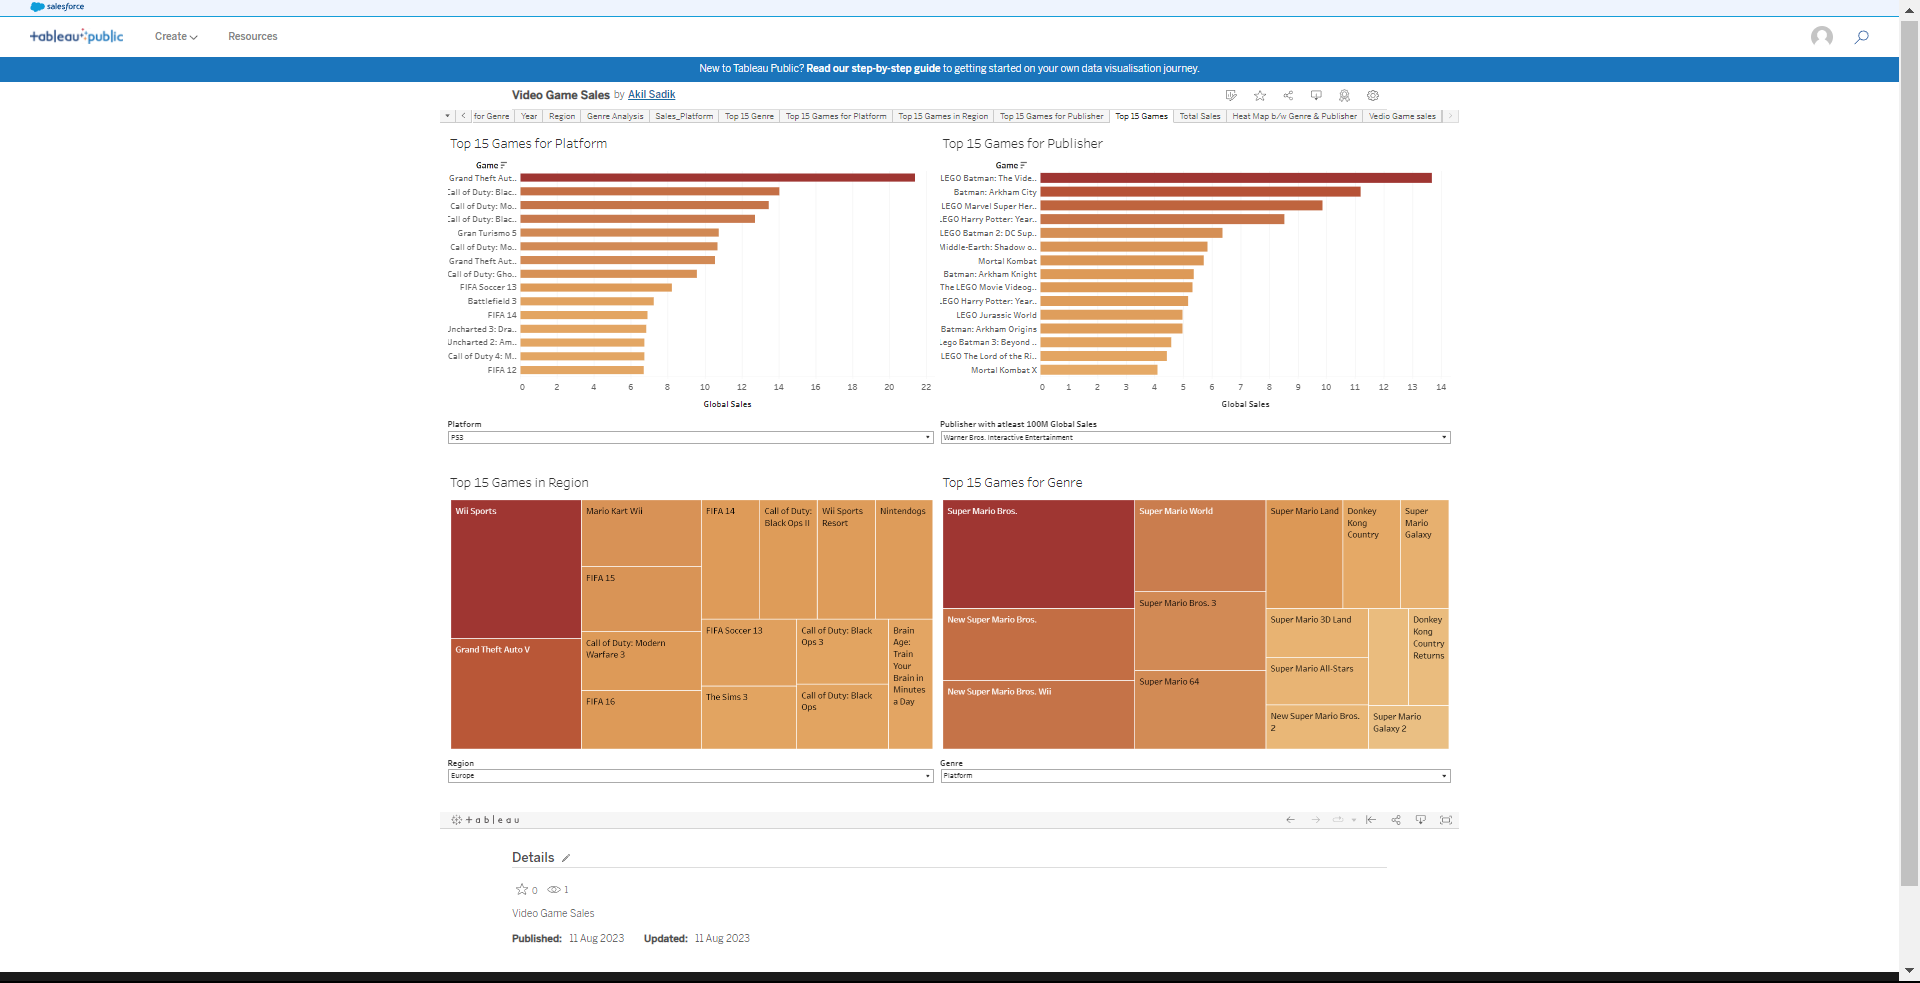 salesforce
+ableau public
Create
Resources
New to Tableau Public? Read our step-by-step guide to getting started on your own data visualisation journey.
Video Game Sales by Akil Sadik
for Genre
Year
Region
Genre Analysis
Sales_Platform
Top 15 Genre
Top 15 Games for Platform
Top 15 Games in Region
Top 15 Games for Publisher
Top 15 Games
Total Sales
Heat Map b/w Genre & Publisher
Vedio Game sales
Top 15 Games for Platform
Game
Grand Theft Aut..
Call of Duty: Blac..
Call of Duty: Mo..
Call of Duty: Blac..
Gran Turismo 5
Call of Duty: Mo..
Grand Theft Aut..
Call of Duty: Gho..
FIFA Soccer 13
Battlefield 3
FIFA 14
Uncharted 3: Dra..
Uncharted 2: Am..
Call of Duty 4: M..
FIFA 12
0 2 4 6 8 10 12 14 16 18 20 22
Global Sales
Platform
PS3
Top 15 Games for Publisher
Game
LEGO Batman: The Vide..
Batman: Arkham City
LEGO Marvel Super Her..
LEGO Harry Potter: Year..
LEGO Batman 2: DC Sup..
Middle-Earth: Shadow o..
Mortal Kombat
Batman: Arkham Knight
The LEGO Movie Videog..
LEGO Harry Potter: Year..
LEGO Jurassic World
Batman: Arkham Origins
Lego Batman 3: Beyond ..
LEGO The Lord of the Ri..
Mortal Kombat X
0 1 2 3 4 5 6 7 8 9 10 11 12 13 14
Global Sales
Publisher with atleast 100M Global Sales
Warner Bros. Interactive Entertainment
Top 15 Games in Region
Wii Sports
Grand Theft Auto V
Mario Kart Wii
FIFA 15
Call of Duty: Modern
Warfare 3
FIFA 16
FIFA 14
Call of Duty:
Black Ops II
Wii Sports
Resort
Nintendogs
FIFA Soccer 13
The Sims 3
Call of Duty: Black
Ops 3
Call of Duty: Black
Ops
Brain
Age:
Train
Your
Brain in
Minutes
a Day
Region
Europe
Top 15 Games for Genre
Super Mario Bros.
New Super Mario Bros.
New Super Mario Bros. Wii
Super Mario World
Super Mario Bros. 3
Super Mario 64
Super Mario Land
Donkey
Kong
Country
Super
Mario
Galaxy
Super Mario 3D Land
Super Mario All-Stars
New Super Mario Bros.
2
Donkey
Kong
Country
Returns
Super Mario
Galaxy 2
Genre
Platform
+ableau
Details
0
1
Video Game Sales
Published: 11 Aug 2023
Updated: 11 Aug 2023